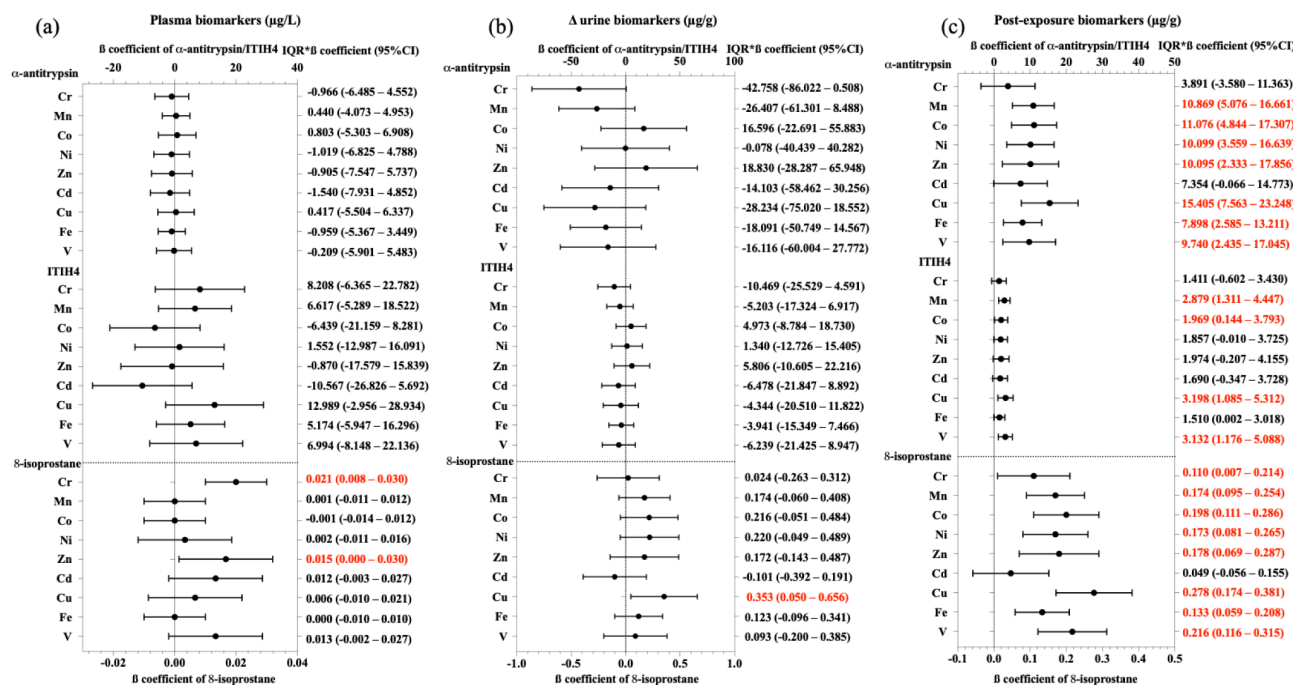 (a)
Plasma biomarkers (µg/L)
ß coefficient of α-antitrypsin/ITIH4 IQR*ß coefficient (95%CI)
-20 0 20 40
α-antitrypsin
Cr -0.966 (-6.485 – 4.552)
Mn 0.440 (-4.073 – 4.953)
Co 0.803 (-5.303 – 6.908)
Ni -1.019 (-6.825 – 4.788)
Zn -0.905 (-7.547 – 5.737)
Cd -1.540 (-7.931 – 4.852)
Cu 0.417 (-5.504 – 6.337)
Fe -0.959 (-5.367 – 3.449)
V -0.209 (-5.901 – 5.483)
ITIH4
Cr 8.208 (-6.365 – 22.782)
Mn 6.617 (-5.289 – 18.522)
Co -6.439 (-21.159 – 8.281)
Ni 1.552 (-12.987 – 16.091)
Zn -0.870 (-17.579 – 15.839)
Cd -10.567 (-26.826 – 5.692)
Cu 12.989 (-2.956 – 28.934)
Fe 5.174 (-5.947 – 16.296)
V 6.994 (-8.148 – 22.136)
8-isoprostane
Cr 0.021 (0.008 – 0.030)
Mn 0.001 (-0.011 – 0.012)
Co -0.001 (-0.014 – 0.012)
Ni 0.002 (-0.011 – 0.016)
Zn 0.015 (0.000 – 0.030)
Cd 0.012 (-0.003 – 0.027)
Cu 0.006 (-0.010 – 0.021)
Fe 0.000 (-0.010 – 0.010)
V 0.013 (-0.002 – 0.027)
-0.02 0.00 0.02 0.04
ß coefficient of 8-isoprostane
(b)
Δ urine biomarkers (µg/g)
ß coefficient of α-antitrypsin/ITIH4 IQR*ß coefficient (95%CI)
-50 0 50 100
α-antitrypsin
Cr -42.758 (-86.022 – 0.508)
Mn -26.407 (-61.301 – 8.488)
Co 16.596 (-22.691 – 55.883)
Ni -0.078 (-40.439 – 40.282)
Zn 18.830 (-28.287 – 65.948)
Cd -14.103 (-58.462 – 30.256)
Cu -28.234 (-75.020 – 18.552)
Fe -18.091 (-50.749 – 14.567)
V -16.116 (-60.004 – 27.772)
ITIH4
Cr -10.469 (-25.529 – 4.591)
Mn -5.203 (-17.324 – 6.917)
Co 4.973 (-8.784 – 18.730)
Ni 1.340 (-12.726 – 15.405)
Zn 5.806 (-10.605 – 22.216)
Cd -6.478 (-21.847 – 8.892)
Cu -4.344 (-20.510 – 11.822)
Fe -3.941 (-15.349 – 7.466)
V -6.239 (-21.425 – 8.947)
8-isoprostane
Cr 0.024 (-0.263 – 0.312)
Mn 0.174 (-0.060 – 0.408)
Co 0.216 (-0.051 – 0.484)
Ni 0.220 (-0.049 – 0.489)
Zn 0.172 (-0.143 – 0.487)
Cd -0.101 (-0.392 – 0.191)
Cu 0.353 (0.050 – 0.656)
Fe 0.123 (-0.096 – 0.341)
V 0.093 (-0.200 – 0.385)
-1.0 -0.5 0.0 0.5 1.0
ß coefficient of 8-isoprostane
(c)
Post-exposure biomarkers (µg/g)
ß coefficient of α-antitrypsin/ITIH4 IQR*ß coefficient (95%CI)
0 10 20 30 40 50
α-antitrypsin
Cr 3.891 (-3.580 – 11.363)
Mn 10.869 (5.076 – 16.661)
Co 11.076 (4.844 – 17.307)
Ni 10.099 (3.559 – 16.639)
Zn 10.095 (2.333 – 17.856)
Cd 7.354 (-0.066 – 14.773)
Cu 15.405 (7.563 – 23.248)
Fe 7.898 (2.585 – 13.211)
V 9.740 (2.435 – 17.045)
ITIH4
Cr 1.411 (-0.602 – 3.430)
Mn 2.879 (1.311 – 4.447)
Co 1.969 (0.144 – 3.793)
Ni 1.857 (-0.010 – 3.725)
Zn 1.974 (-0.207 – 4.155)
Cd 1.690 (-0.347 – 3.728)
Cu 3.198 (1.085 – 5.312)
Fe 1.510 (0.002 – 3.018)
V 3.132 (1.176 – 5.088)
8-isoprostane
Cr 0.110 (0.007 – 0.214)
Mn 0.174 (0.095 – 0.254)
Co 0.198 (0.111 – 0.286)
Ni 0.173 (0.081 – 0.265)
Zn 0.178 (0.069 – 0.287)
Cd 0.049 (-0.056 – 0.155)
Cu 0.278 (0.174 – 0.381)
Fe 0.133 (0.059 – 0.208)
V 0.216 (0.116 – 0.315)
-0.1 0.0 0.1 0.2 0.3 0.4 0.5
ß coefficient of 8-isoprostane